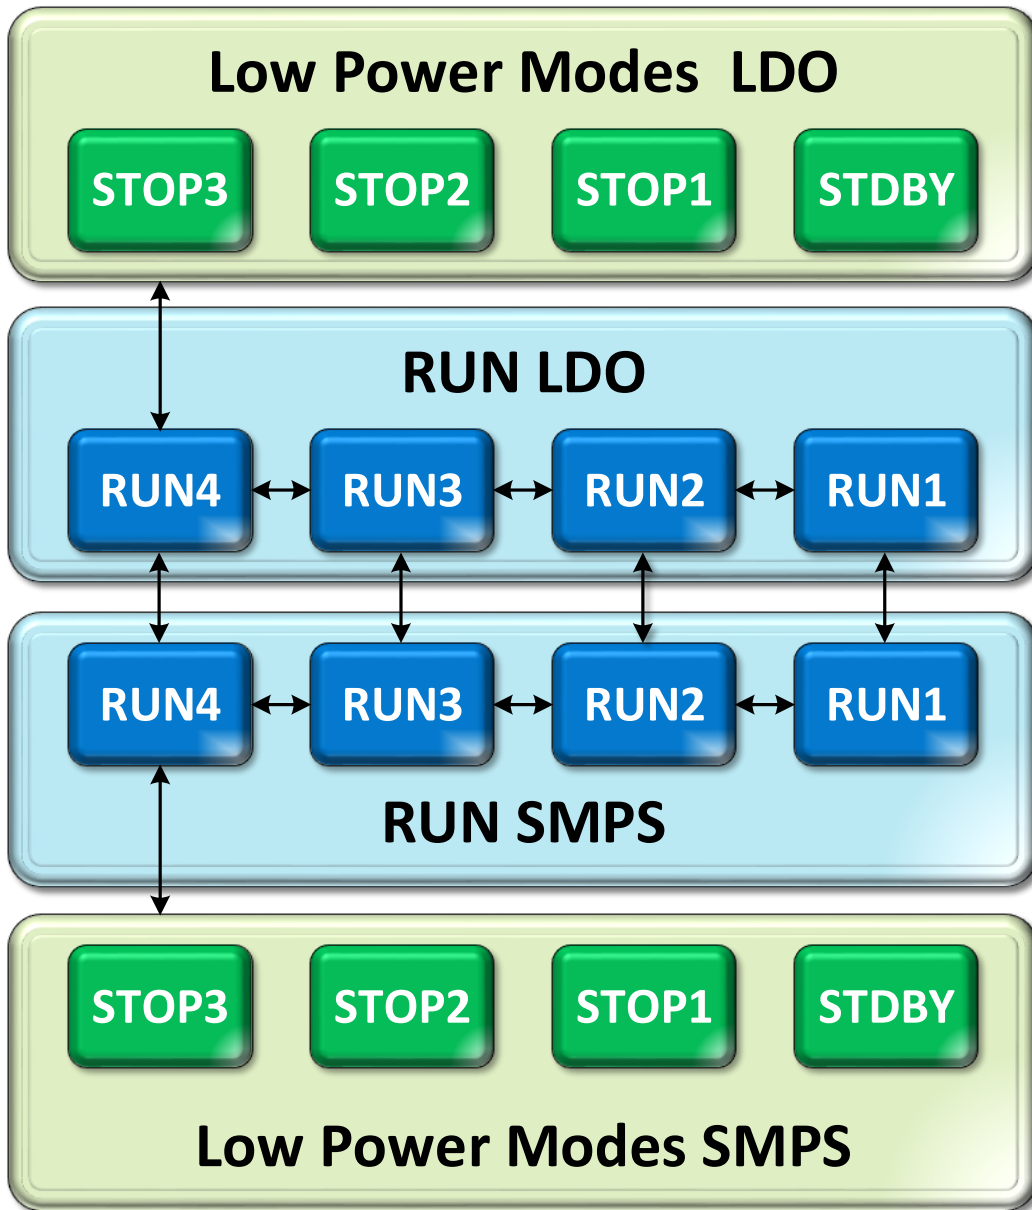 Low Power Modes LDO
STOP3 STOP2 STOP1 STDBY
RUN LDO
RUN4 RUN3 RUN2 RUN1
RUN4 RUN3 RUN2 RUN1
RUN SMPS
STOP3 STOP2 STOP1 STDBY
Low Power Modes SMPS